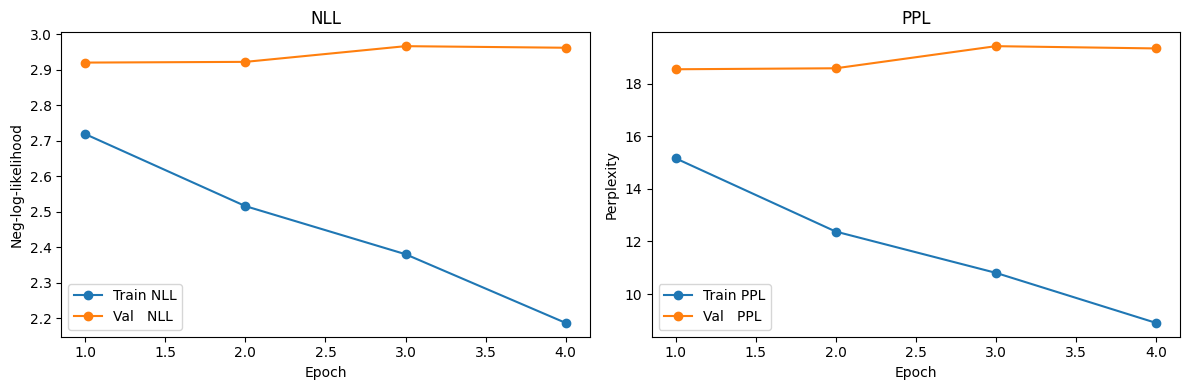 NLL
Neg-log-likelihood
3.0
2.9
2.8
2.7
2.6
2.5
2.4
2.3
2.2
Train NLL
Val   NLL
1.0 1.5 2.0 2.5 3.0 3.5 4.0
Epoch
PPL
Perplexity
18
16
14
12
10
Train PPL
Val   PPL
1.0 1.5 2.0 2.5 3.0 3.5 4.0
Epoch